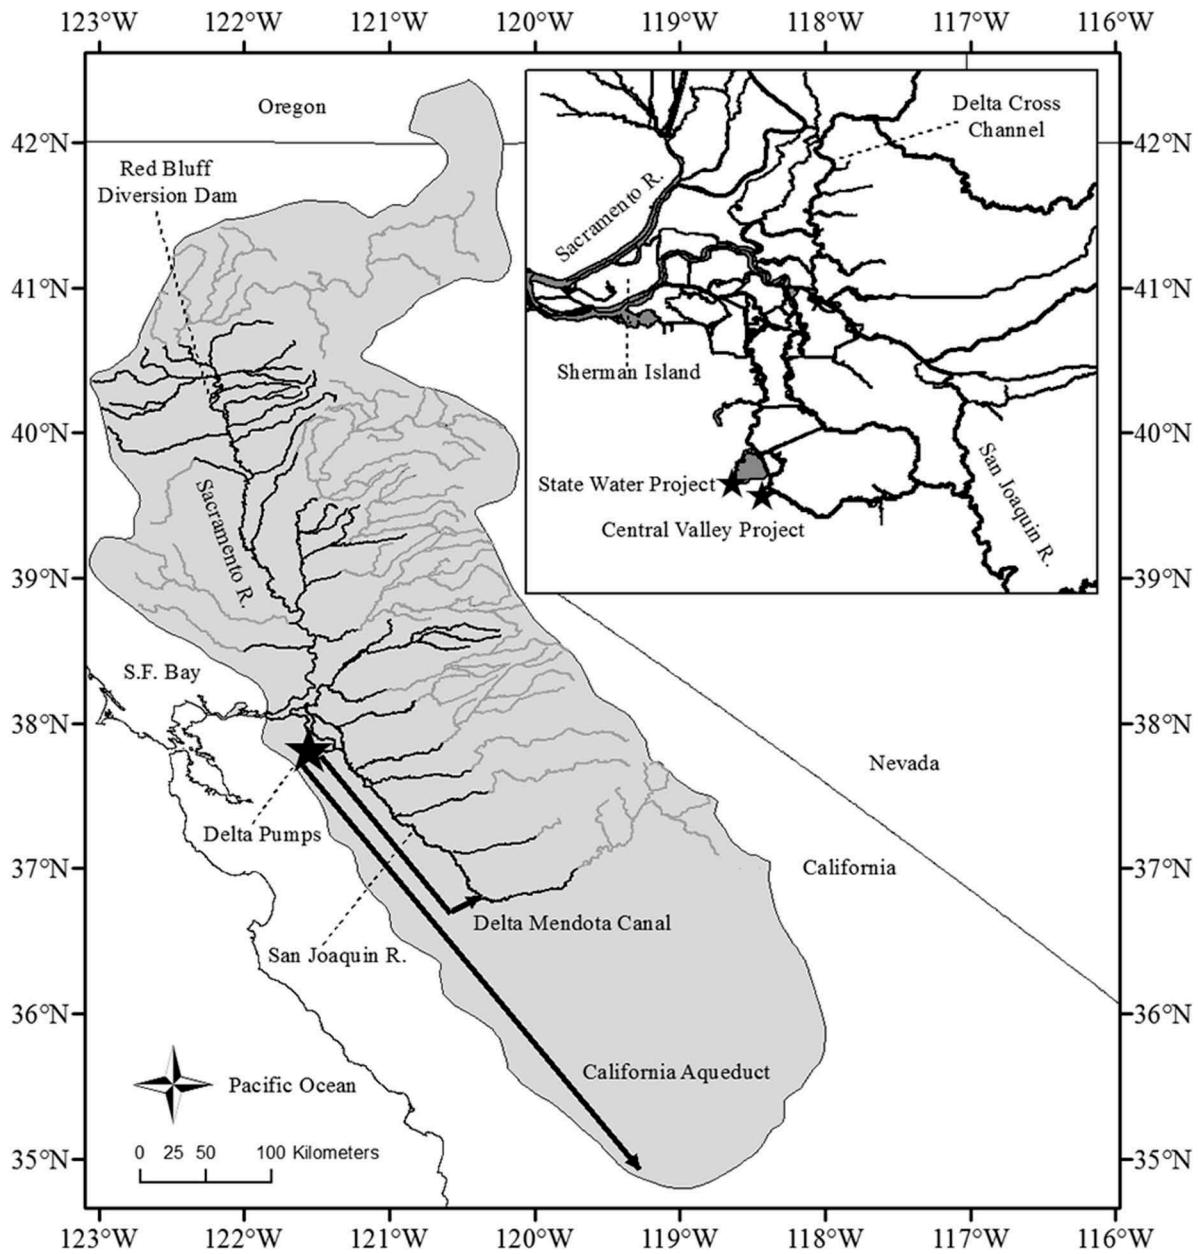 123°W 122°W 121°W 120°W 119°W 118°W 117°W 116°W
Oregon
Delta Cross
Channel
42°N
42°N
Red Bluff
Diversion Dam
Sacramento R.
41°N
41°N
Sherman Island
40°N
40°N
San Joaquin R.
State Water Project
Central Valley Project
Sacramento R.
39°N
39°N
S.F. Bay
38°N
38°N
Nevada
Delta Pumps
37°N
California
37°N
Delta Mendota Canal
San Joaquin R.
36°N
36°N
California Aqueduct
Pacific Ocean
0 25 50 100 Kilometers
35°N
35°N
123°W 122°W 121°W 120°W 119°W 118°W 117°W 116°W